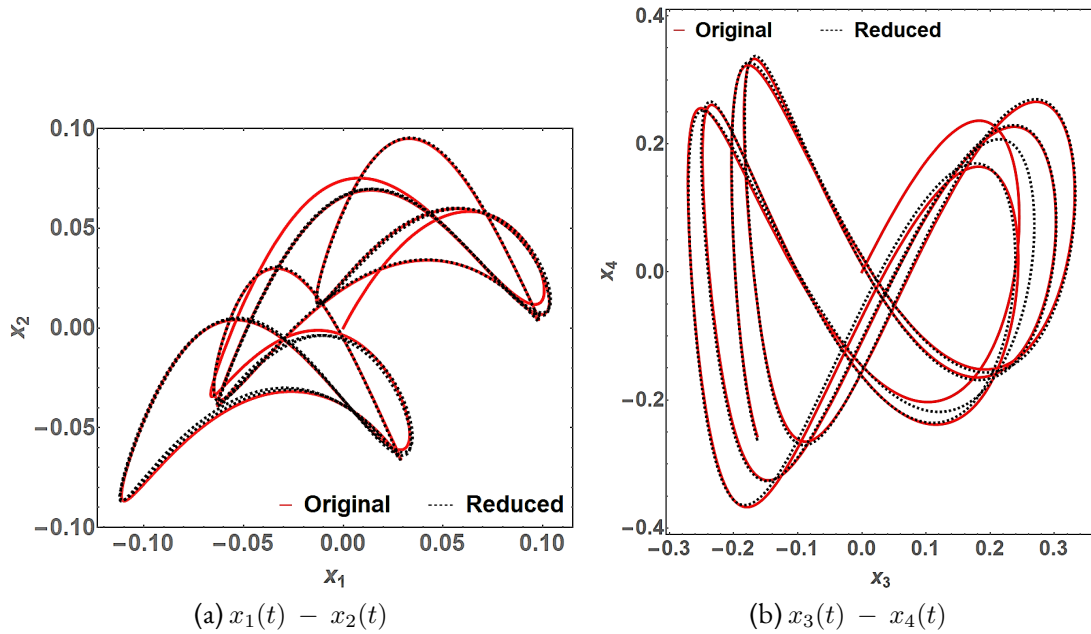 Original Reduced
0.10
0.05
0.00
−0.05
−0.10
x2
−0.10 −0.05 0.00 0.05 0.10
x1
(a) x1(t) − x2(t)
Original Reduced
0.4
0.2
0.0
−0.2
−0.4
x4
−0.3 −0.2 −0.1 0.0 0.1 0.2 0.3
x3
(b) x3(t) − x4(t)